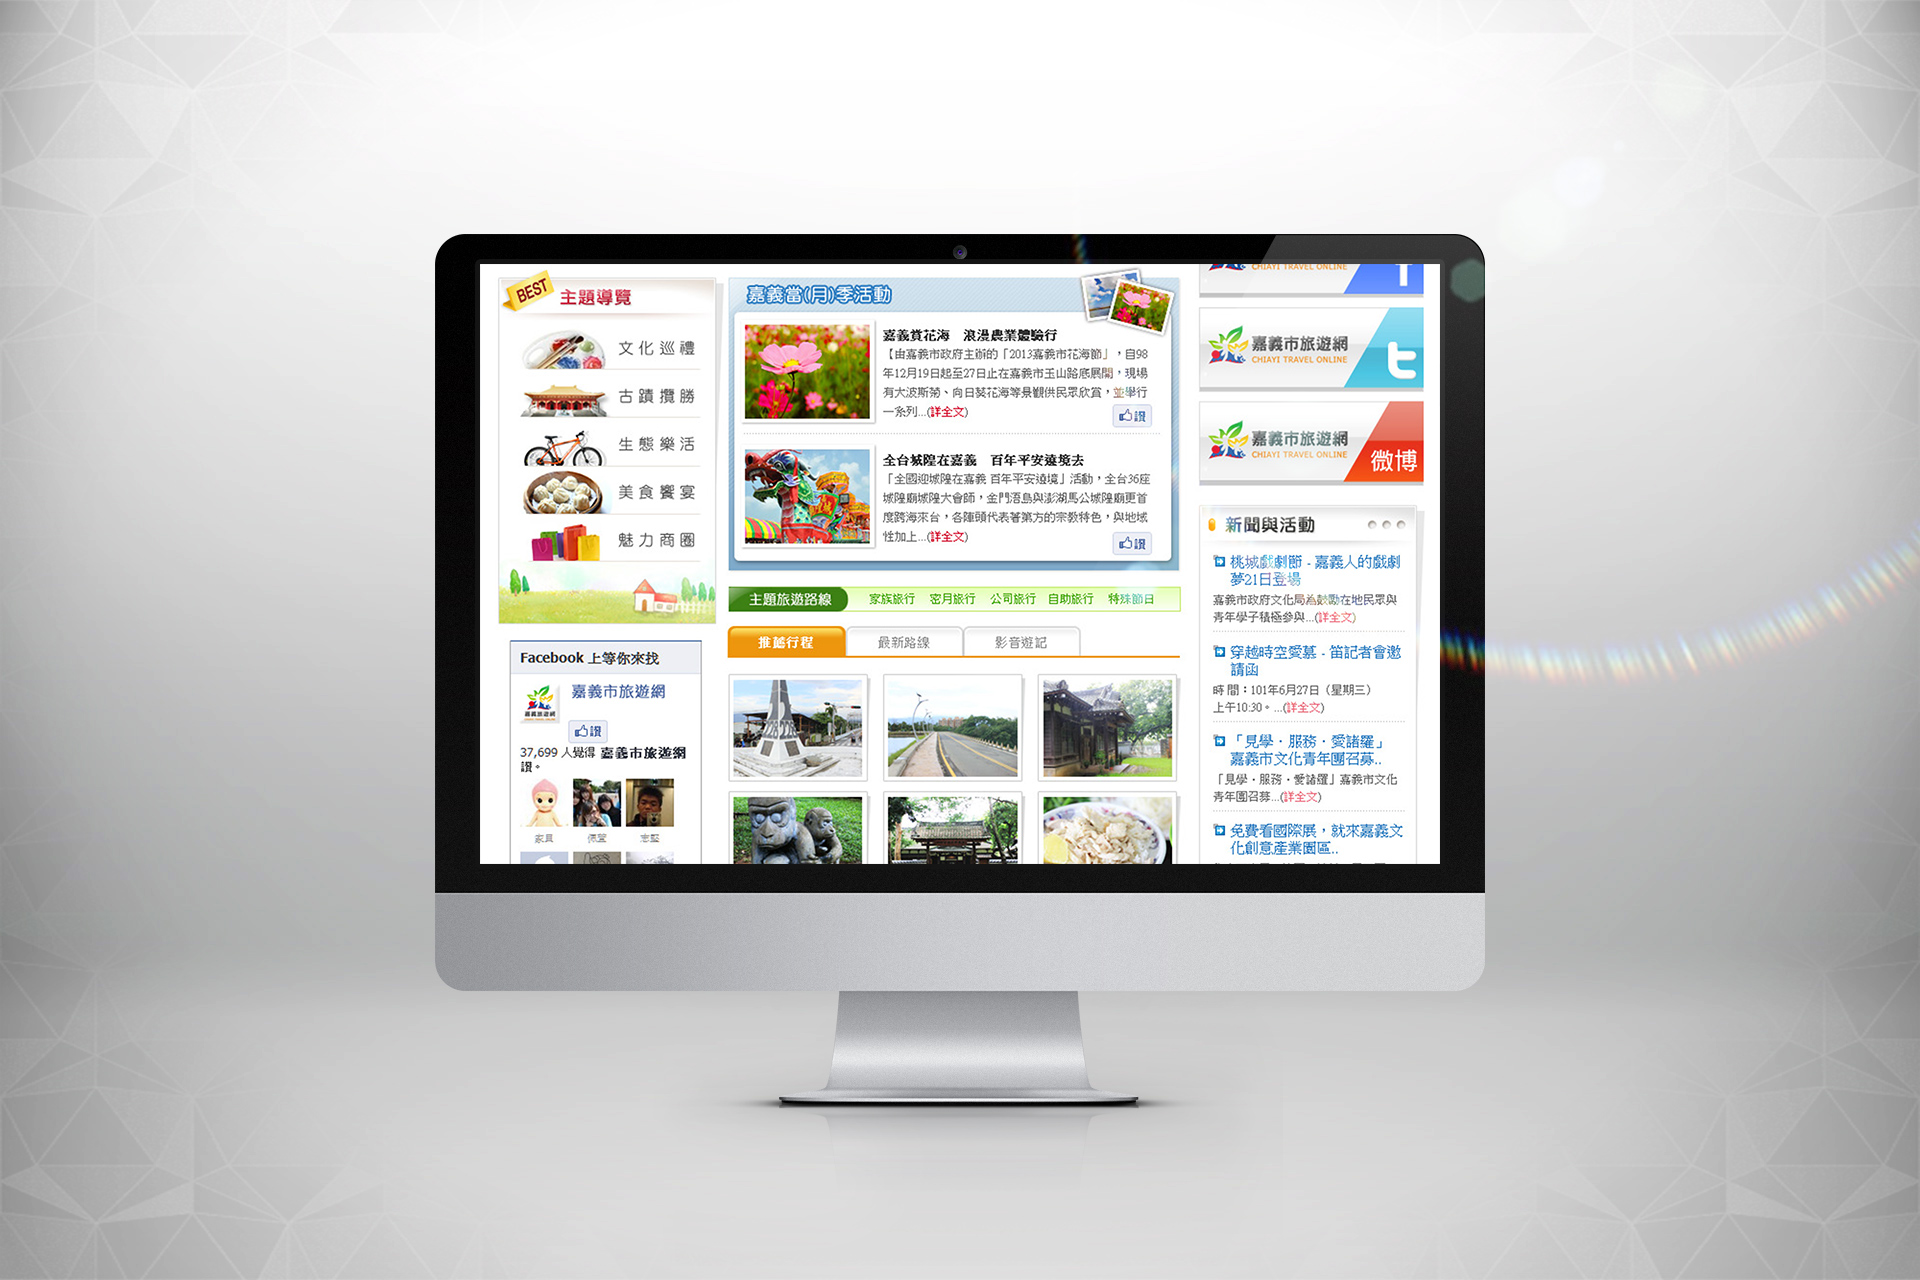 BEST
主題導覽
文化巡禮
古蹟攬勝
生態樂活
美食饗宴
魅力商圈
Facebook 上等你來找
嘉義市旅遊網
讚
37,699 人覺得 嘉義市旅遊網
讚。
家具
佩萱
志堅
嘉義當(月)季活動
嘉義賞花海　浪漫農業體驗行
【由嘉義市政府主辦的「2013嘉義市花海節」，自98
年12月19日起至27日止在嘉義市玉山路底展開，現場
有大波斯菊、向日葵花海等景觀供民眾欣賞，並舉行
一系列...(詳全文)
讚
全台城隍在嘉義　百年平安遶境去
「全國迎城隍在嘉義 百年平安遶境」活動，全台36座
城隍廟城隍大會師，金門浯島與澎湖馬公城隍廟更首
度跨海來台，各陣頭代表著第方的宗教特色，與地域
性加上...(詳全文)
讚
主題旅遊路線 家族旅行 密月旅行 公司旅行 自助旅行 特殊節日
推薦行程 最新路線 影音遊記
CHIAYI TRAVEL ONLINE
嘉義市旅遊網
CHIAYI TRAVEL ONLINE
嘉義市旅遊網
CHIAYI TRAVEL ONLINE
微博
新聞與活動
桃城戲劇節 - 嘉義人的戲劇
夢21日登場
嘉義市政府文化局為鼓勵在地民眾與
青年學子積極參與...(詳全文)
穿越時空愛墓 - 笛記者會邀
請函
時 間：101年6月27日（星期三）
上午10:30。...(詳全文)
「見學・服務・愛諸羅」
嘉義市文化青年團召募..
「見學・服務・愛諸羅」嘉義市文化
青年團召募...(詳全文)
免費看國際展，就來嘉義文
化創意產業園區..